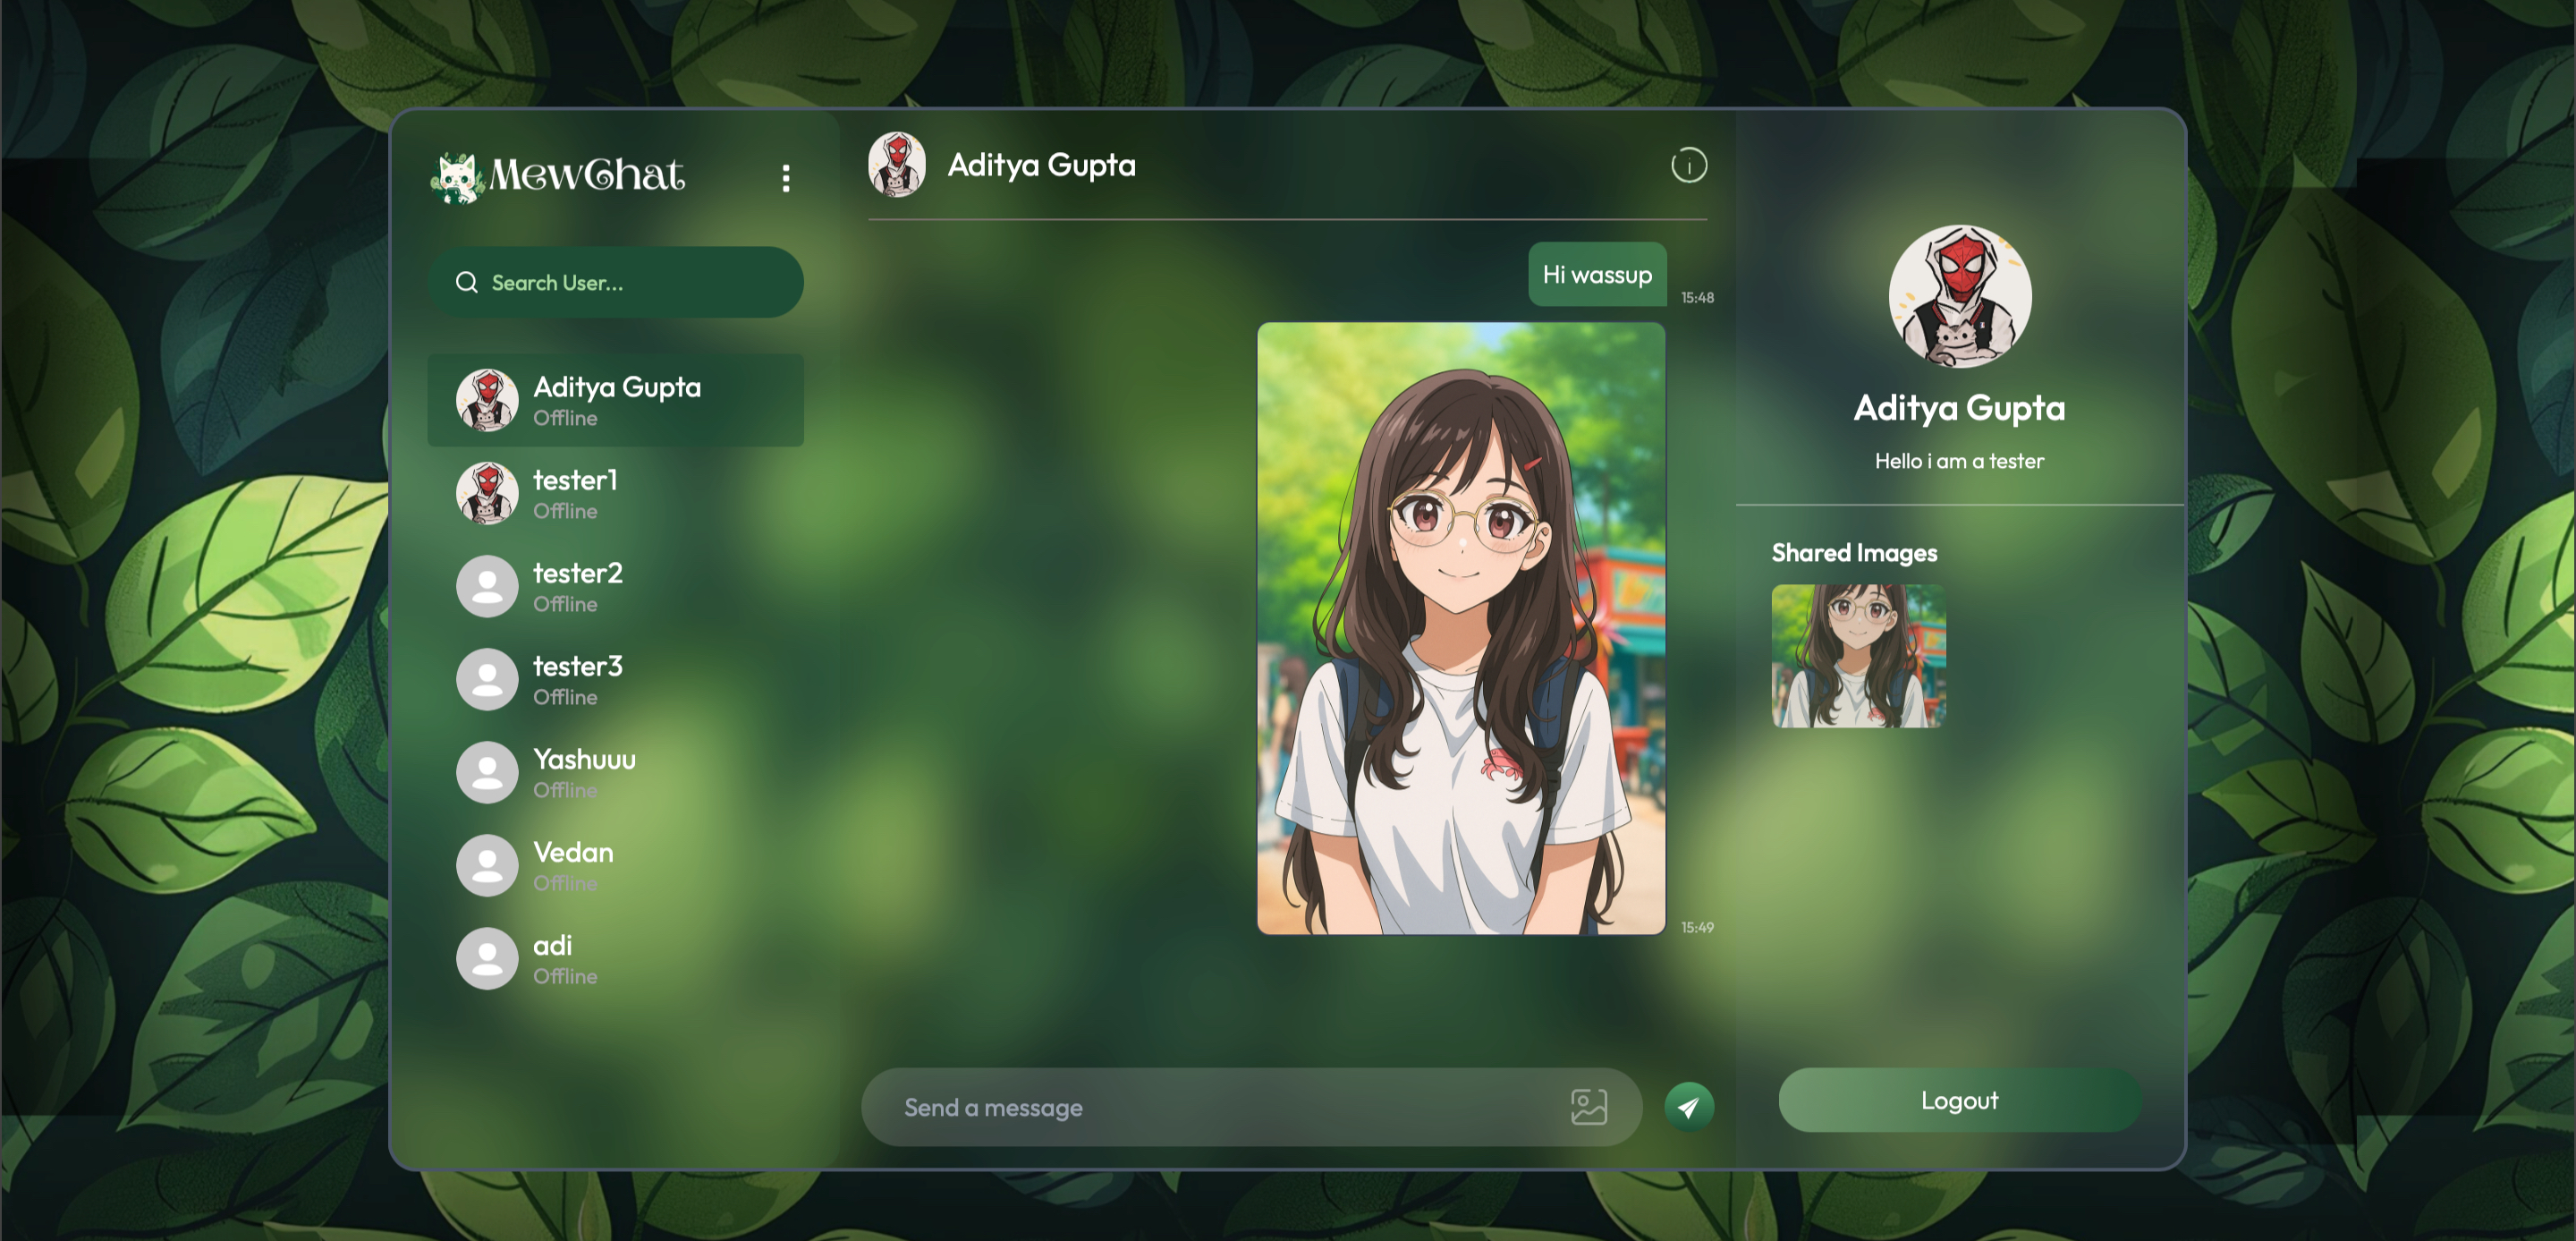 MewChat
Search User...
Aditya Gupta
Offline
tester1
Offline
tester2
Offline
tester3
Offline
Yashuuu
Offline
Vedan
Offline
adi
Offline
Aditya Gupta
Hi wassup
15:48
15:49
Send a message
Aditya Gupta
Hello i am a tester
Shared Images
Logout